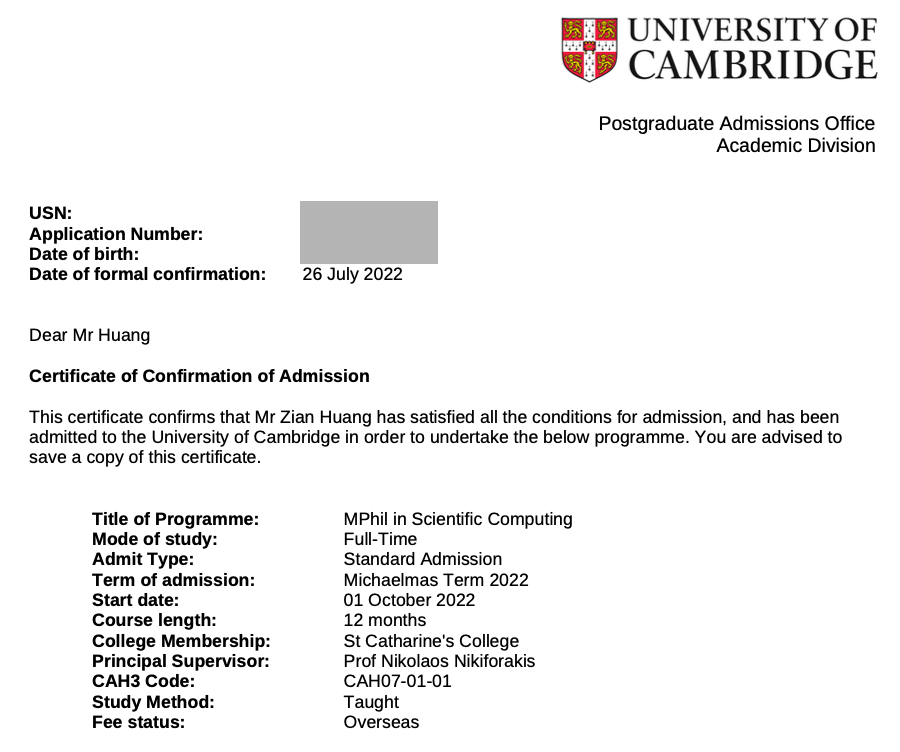 UNIVERSITY OF
CAMBRIDGE
Postgraduate Admissions Office
Academic Division
USN:
Application Number:
Date of birth:
Date of formal confirmation: 26 July 2022
Dear Mr Huang
Certificate of Confirmation of Admission
This certificate confirms that Mr Zian Huang has satisfied all the conditions for admission, and has been
admitted to the University of Cambridge in order to undertake the below programme. You are advised to
save a copy of this certificate.
Title of Programme: MPhil in Scientific Computing
Mode of study: Full-Time
Admit Type: Standard Admission
Term of admission: Michaelmas Term 2022
Start date: 01 October 2022
Course length: 12 months
College Membership: St Catharine's College
Principal Supervisor: Prof Nikolaos Nikiforakis
CAH3 Code: CAH07-01-01
Study Method: Taught
Fee status: Overseas